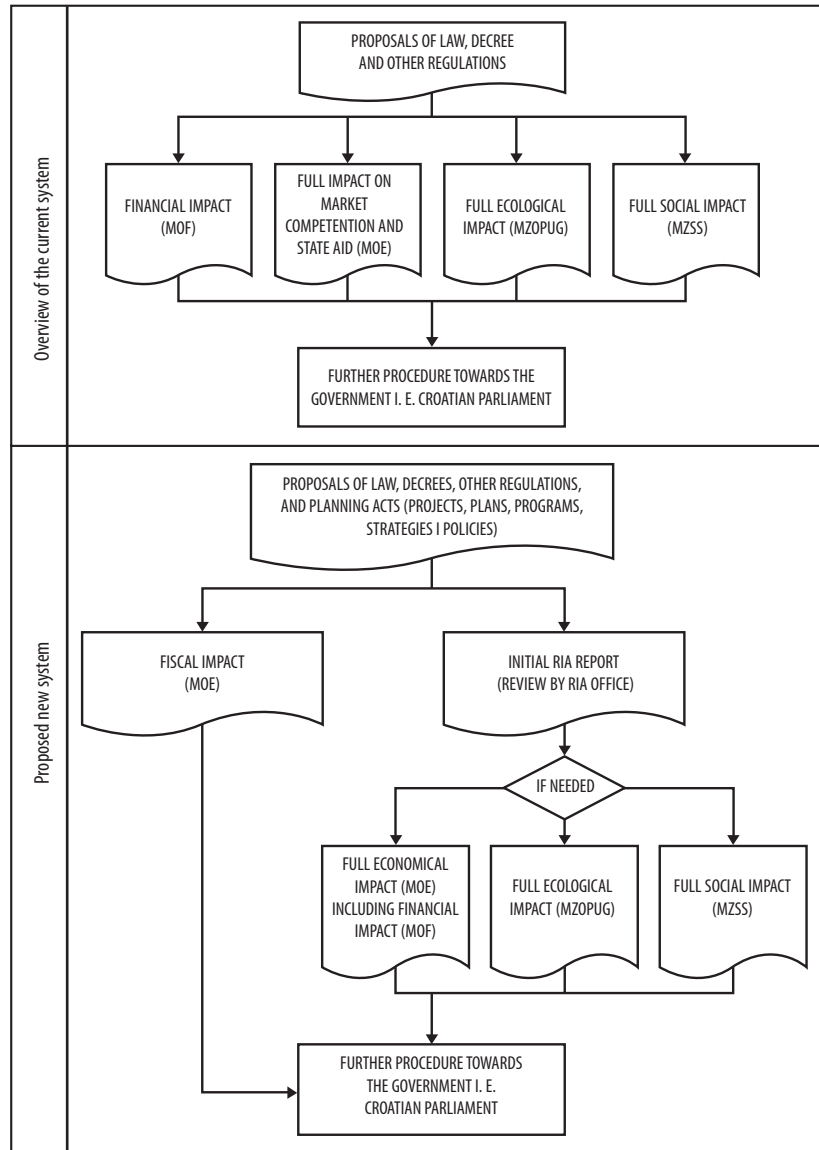 Overview of the current system
PROPOSALS OF LAW, DECREE
AND OTHER REGULATIONS
FINANCIAL IMPACT
(MOF)
FULL IMPACT ON
MARKET
COMPETENTION AND
STATE AID (MOE)
FULL ECOLOGICAL
IMPACT (MZOPUG)
FULL SOCIAL IMPACT
(MZSS)
FURTHER PROCEDURE TOWARDS THE
GOVERNMENT I. E. CROATIAN PARLIAMENT
Proposed new system
PROPOSALS OF LAW, DECREES, OTHER REGULATIONS,
AND PLANNING ACTS (PROJECTS, PLANS, PROGRAMS,
STRATEGIES I POLICIES)
FISCAL IMPACT
(MOE)
INITIAL RIA REPORT
(REVIEW BY RIA OFFICE)
IF NEEDED
FULL ECONOMICAL
IMPACT (MOE)
INCLUDING FINANCIAL
IMPACT (MOF)
FULL ECOLOGICAL
IMPACT (MZOPUG)
FULL SOCIAL IMPACT
(MZSS)
FURTHER PROCEDURE TOWARDS
THE GOVERNMENT I. E.
CROATIAN PARLIAMENT